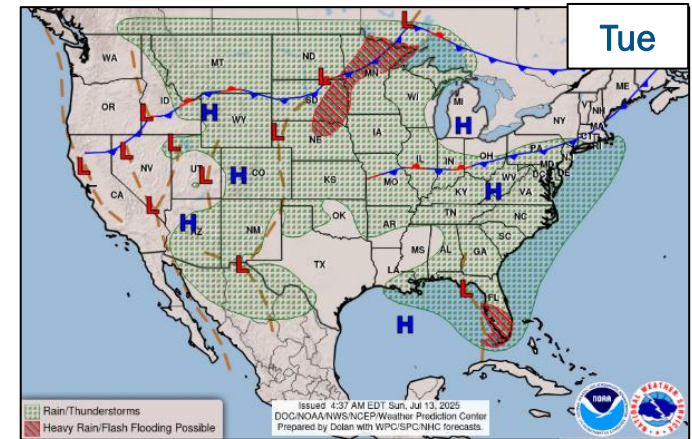 Tue
L
WA
MT
ND
MN
L
OR
ID
L
H
WY
SD
WI
MI
H
ME
VT
NH
NY
MA
CT
RI
L
L
L
NV
UT
L
H
CO
L
NE
IA
IL
IN
OH
PA
NJ
MD
DE
DC
WV
VA
H
KY
MO
KS
CA
L
H
AZ
NM
OK
AR
TN
NC
SC
L
TX
LA
MS
AL
GA
L
FL
H
Rain/Thunderstorms
Heavy Rain/Flash Flooding Possible
Issued 4:37 AM EDT Sun, Jul 13, 2025
DOC/NOAA/NWS/NCEP/Weather Prediction Center
Prepared by Dolan with WPC/SPC/NHC forecasts.
NOAA
NATIONAL WEATHER SERVICE